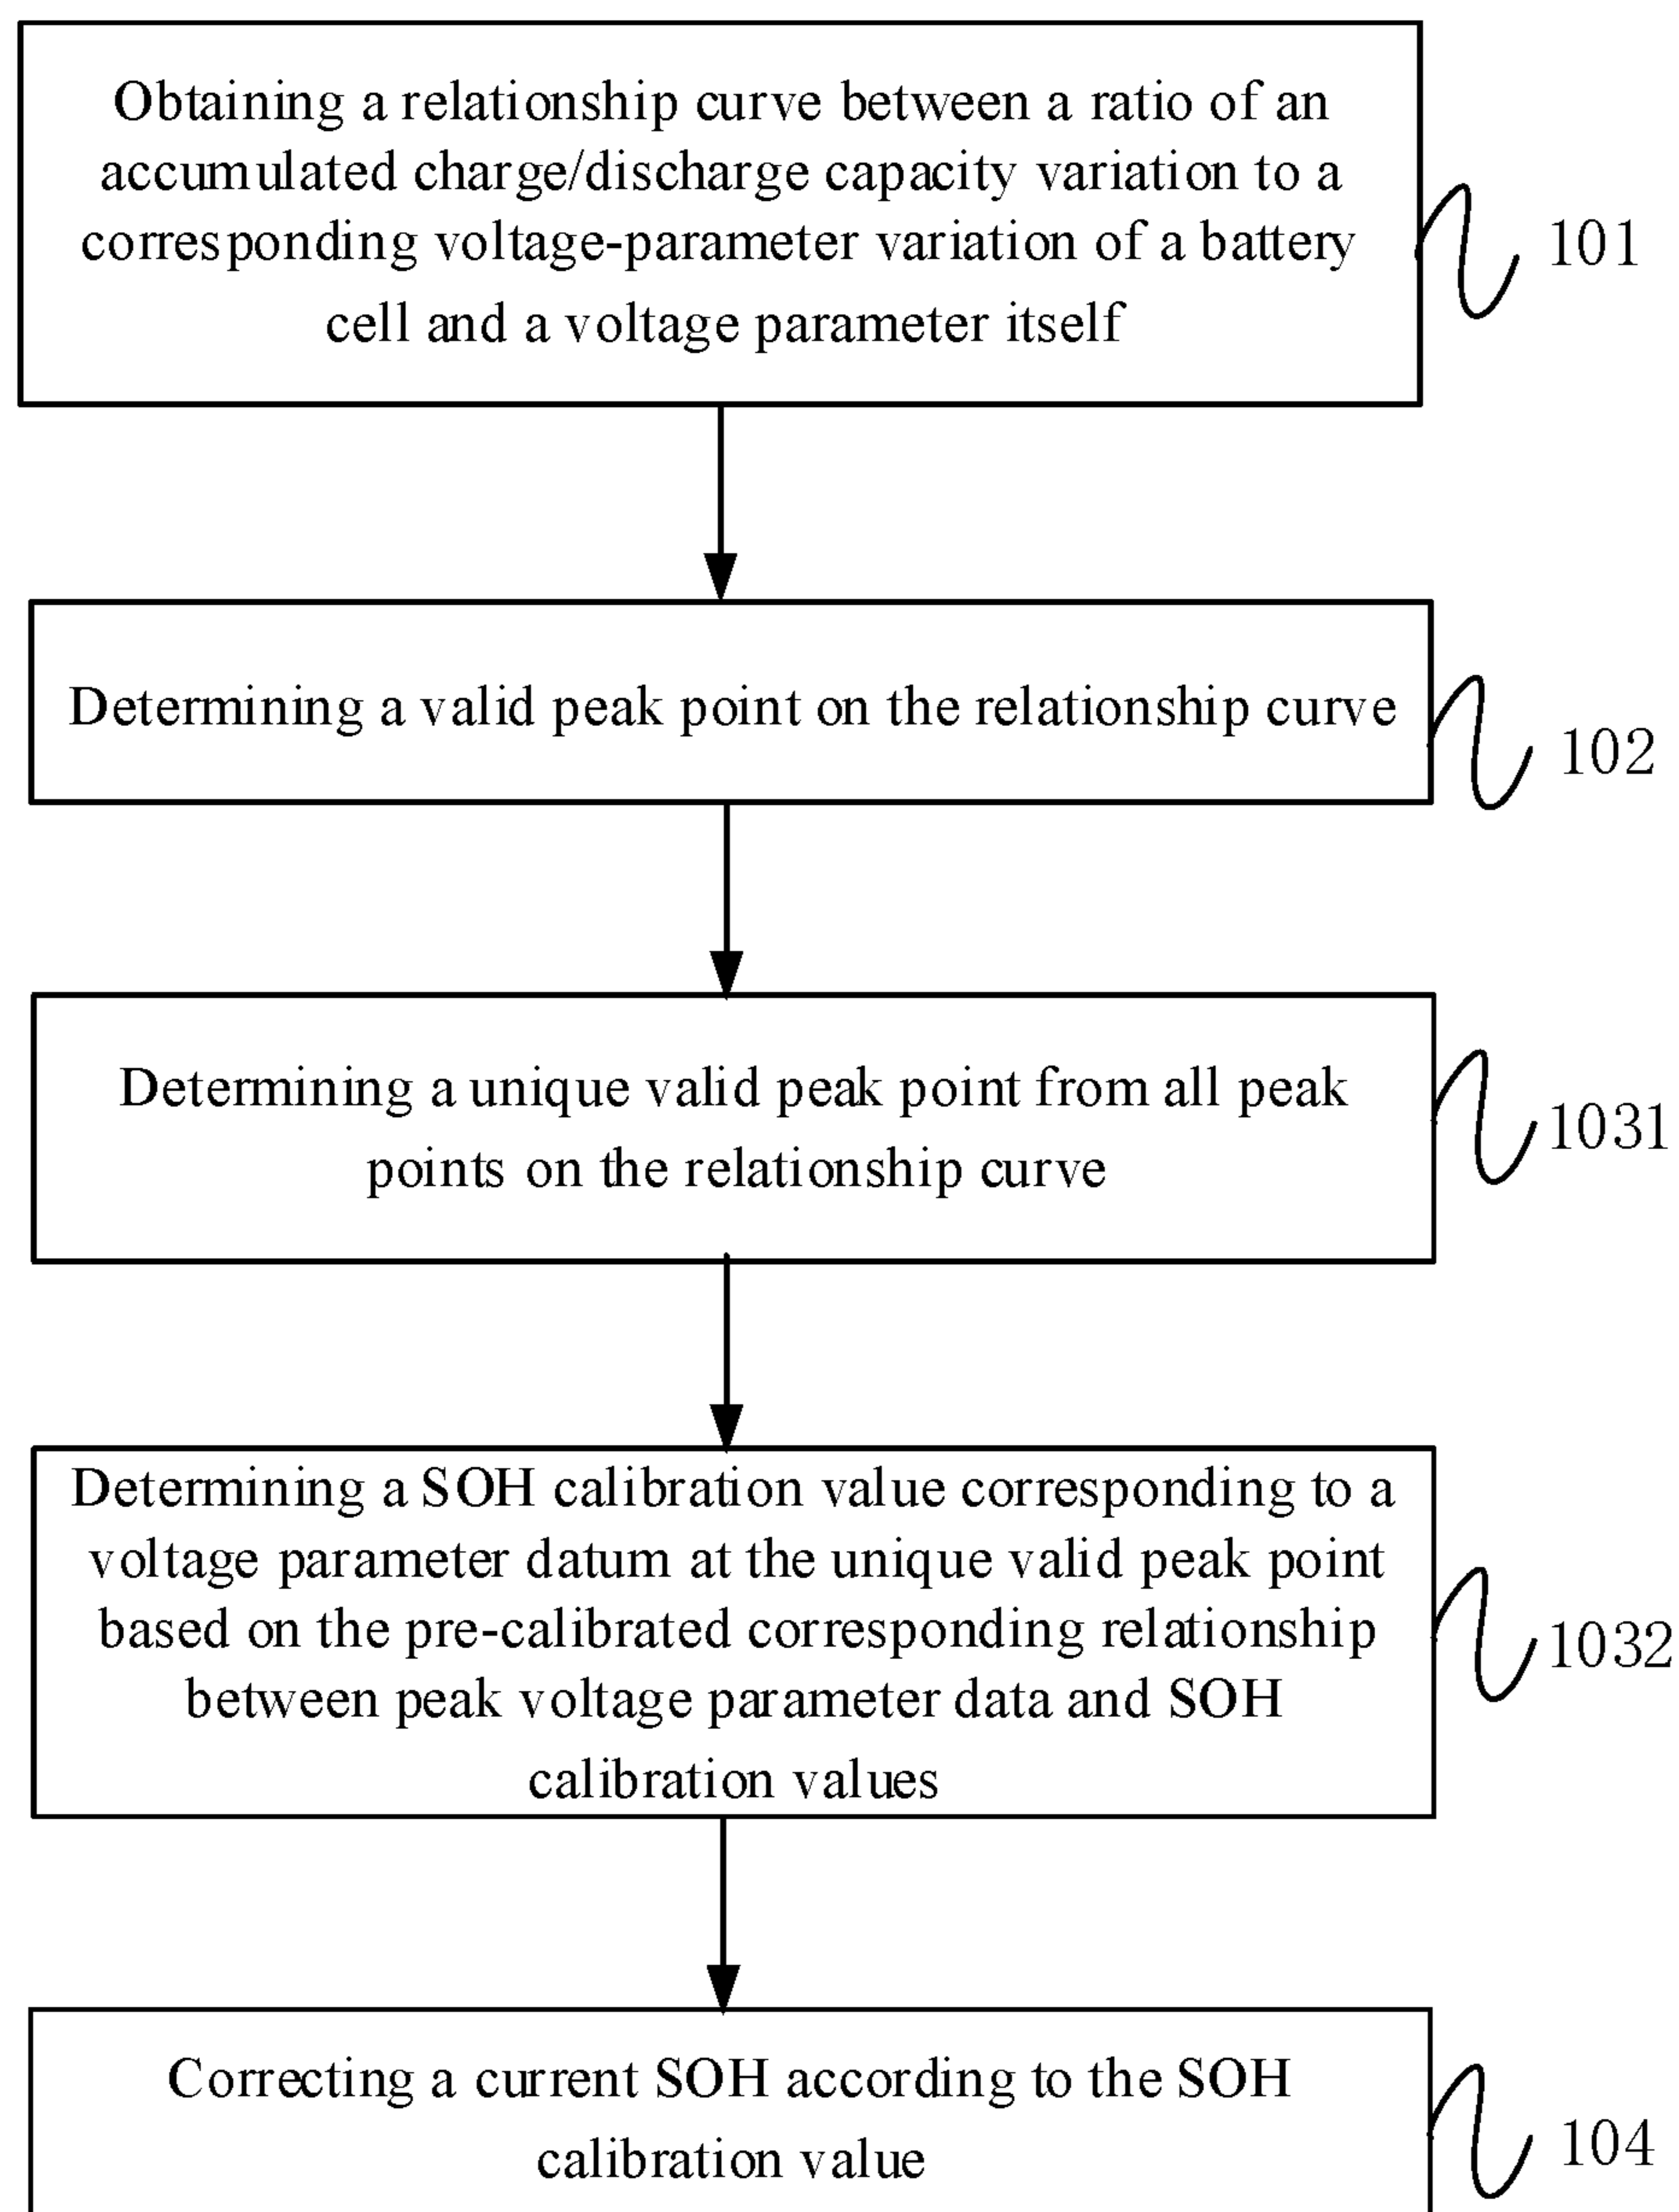 Obtaining a relationship curve between a ratio of an
accumulated charge/discharge capacity variation to a
corresponding voltage-parameter variation of a battery
cell and a voltage parameter itself
101
Determining a valid peak point on the relationship curve
102
Determining a unique valid peak point from all peak
points on the relationship curve
1031
Determining a SOH calibration value corresponding to a
voltage parameter datum at the unique valid peak point
based on the pre-calibrated corresponding relationship
between peak voltage parameter data and SOH
calibration values
1032
Correcting a current SOH according to the SOH
calibration value
104